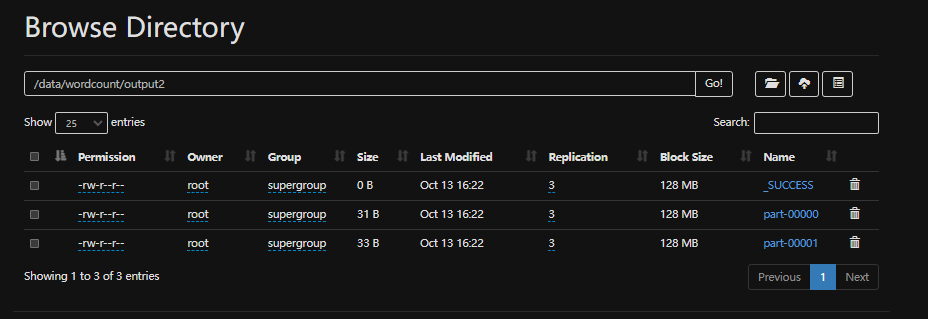 Browse Directory
/data/wordcount/output2 Go!
Show 25 entries Search:
Permission Owner Group Size Last Modified Replication Block Size Name
-rw-r--r-- root supergroup 0 B Oct 13 16:22 3 128 MB _SUCCESS
-rw-r--r-- root supergroup 31 B Oct 13 16:22 3 128 MB part-00000
-rw-r--r-- root supergroup 33 B Oct 13 16:22 3 128 MB part-00001
Showing 1 to 3 of 3 entries Previous 1 Next